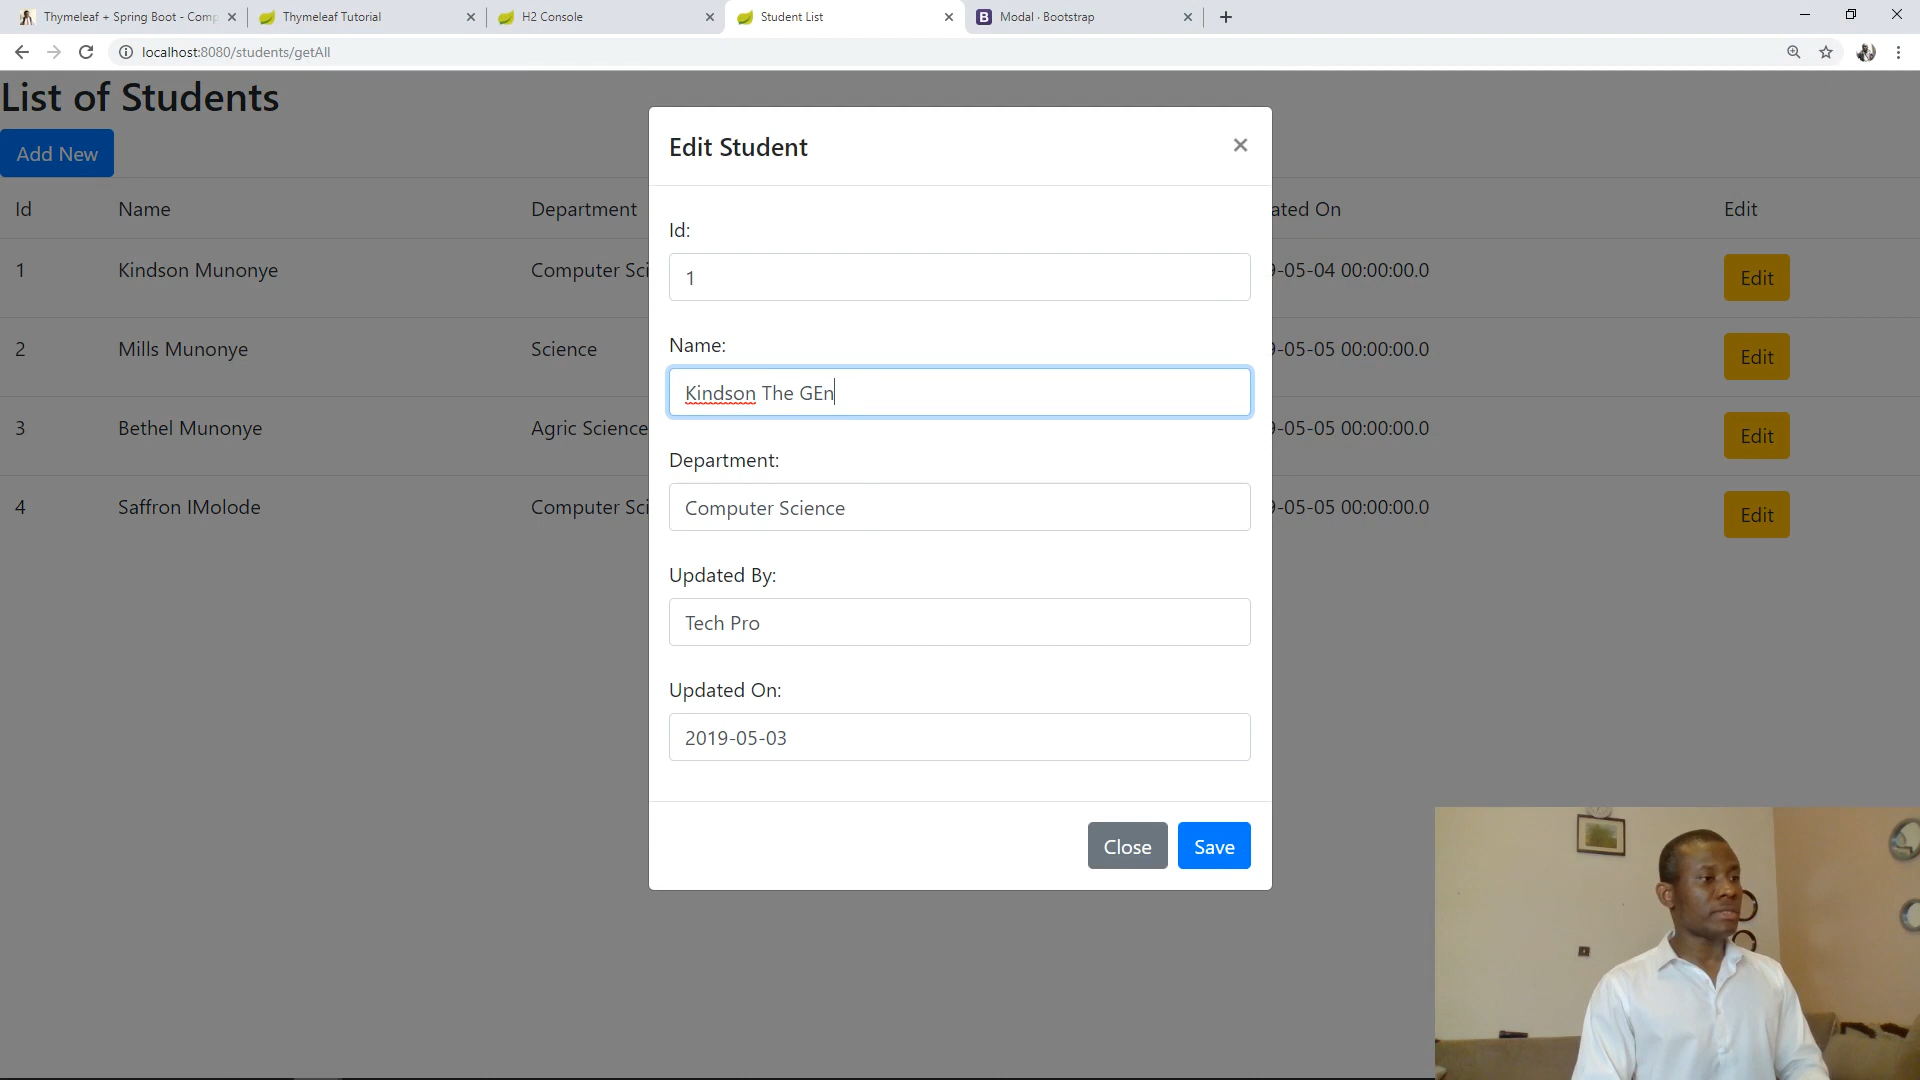 Thymeleaf + Spring Boot - Comp
Thymeleaf Tutorial
H2 Console
Student List
Modal · Bootstrap
localhost:8080/students/getAll
List of Students
Add New
Edit Student
Id Name Department ated On Edit
1 Kindson Munonye Computer Sci 9-05-04 00:00:00.0 Edit
2 Mills Munonye Science 9-05-05 00:00:00.0 Edit
3 Bethel Munonye Agric Science 9-05-05 00:00:00.0 Edit
4 Saffron IMolode Computer Sci 9-05-05 00:00:00.0 Edit
Id:
1
Name:
Kindson The GEn
Department:
Computer Science
Updated By:
Tech Pro
Updated On:
2019-05-03
Close Save